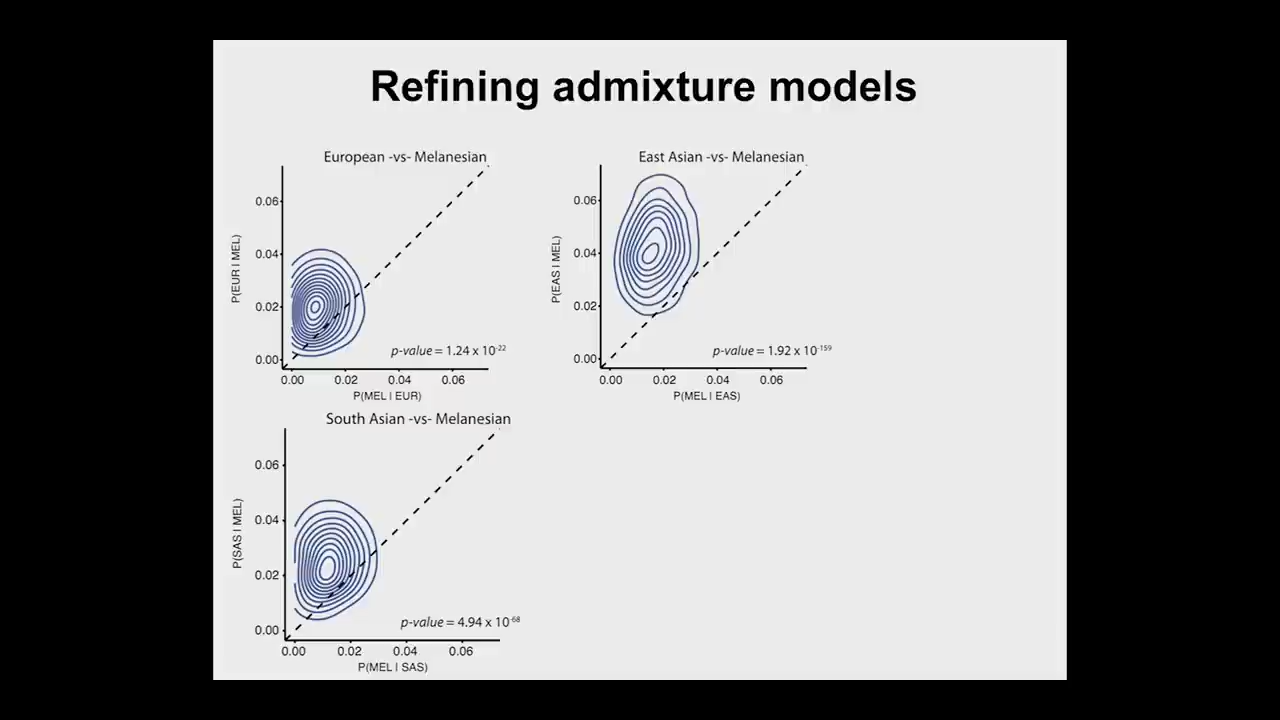 Refining admixture models
European -vs- Melanesian
P(EUR | MEL)
0.06
0.04
0.02
0.00
p-value = 1.24 x 10-22
0.00 0.02 0.04 0.06
P(MEL | EUR)
East Asian -vs- Melanesian
P(EAS | MEL)
0.06
0.04
0.02
0.00
p-value = 1.92 x 10-159
0.00 0.02 0.04 0.06
P(MEL | EAS)
South Asian -vs- Melanesian
P(SAS | MEL)
0.06
0.04
0.02
0.00
p-value = 4.94 x 10-68
0.00 0.02 0.04 0.06
P(MEL | SAS)